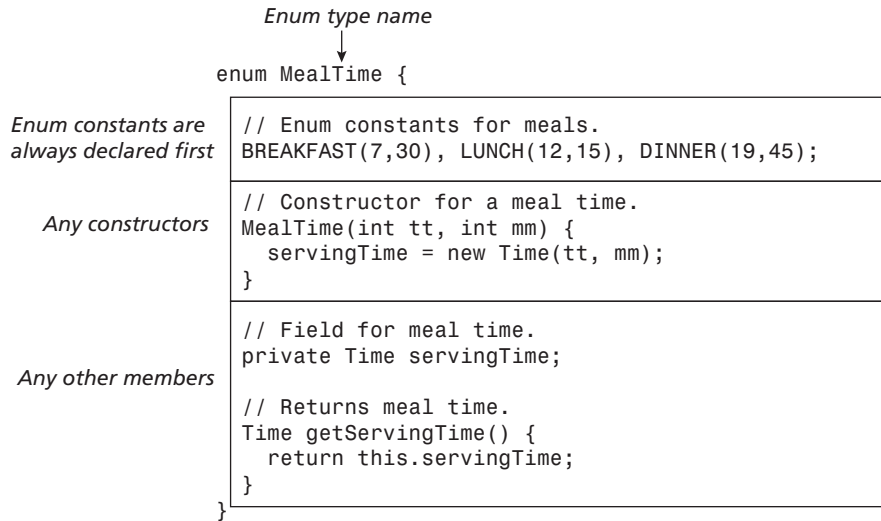 Enum type name
enum MealTime {
Enum constants are
always declared first
// Enum constants for meals.
BREAKFAST(7,30), LUNCH(12,15), DINNER(19,45);
Any constructors
// Constructor for a meal time.
MealTime(int tt, int mm) {
  servingTime = new Time(tt, mm);
}
Any other members
// Field for meal time.
private Time servingTime;
// Returns meal time.
Time getServingTime() {
  return this.servingTime;
}
}